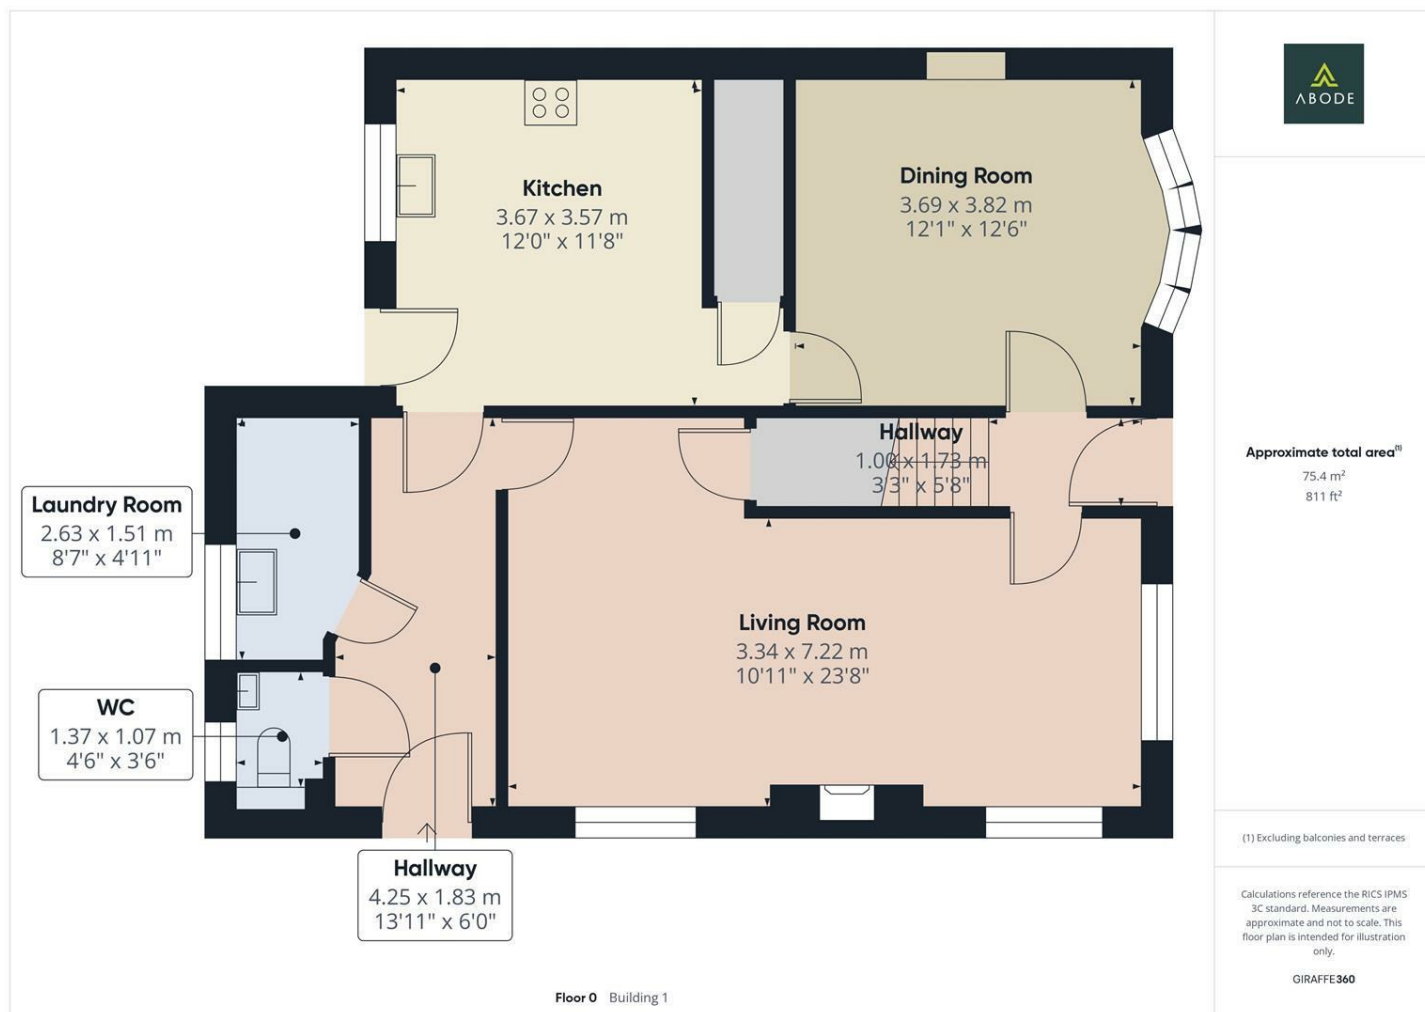 ABODE
Kitchen
3.67 x 3.57 m
12'0" x 11'8"
Dining Room
3.69 x 3.82 m
12'1" x 12'6"
Hallway
1.00 x 1.73 m
3'3" x 5'8"
Approximate total area⁽¹⁾
75.4 m²
811 ft²
Laundry Room
2.63 x 1.51 m
8'7" x 4'11"
Living Room
3.34 x 7.22 m
10'11" x 23'8"
WC
1.37 x 1.07 m
4'6" x 3'6"
Hallway
4.25 x 1.83 m
13'11" x 6'0"
(1) Excluding balconies and terraces
Calculations reference the RICS IPMS
3C standard. Measurements are
approximate and not to scale. This
floor plan is intended for illustration
only.
GIRAFFE360
Floor 0 Building 1